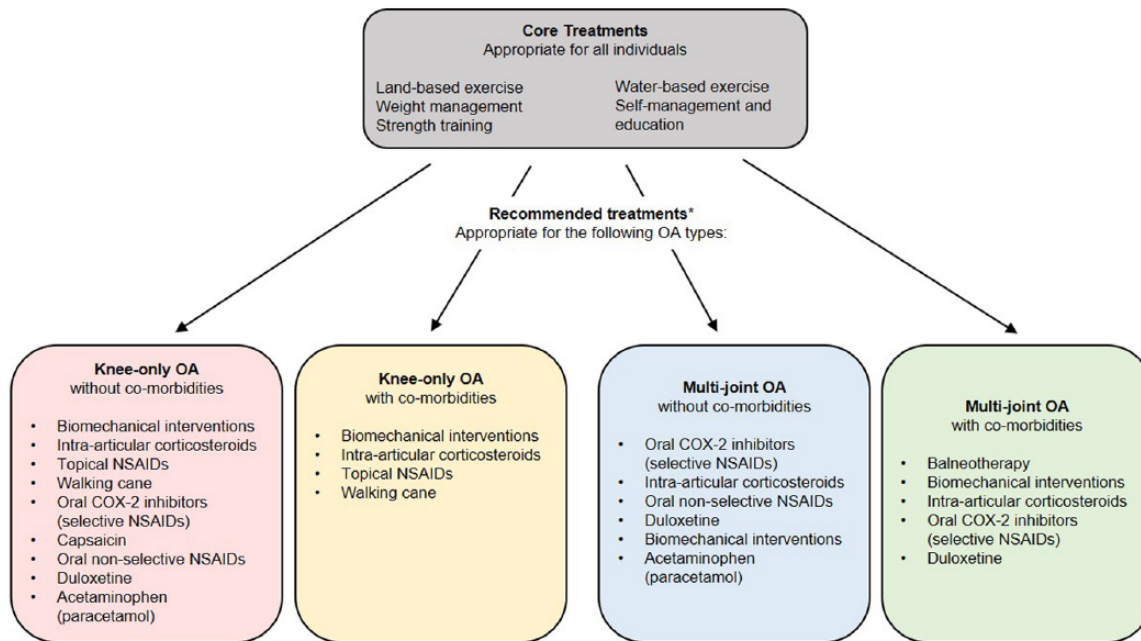 Core Treatments
Appropriate for all individuals
Land-based exercise
Weight management
Strength training
Water-based exercise
Self-management and
education
Recommended treatments*
Appropriate for the following OA types:
Knee-only OA
without co-morbidities
• Biomechanical interventions
• Intra-articular corticosteroids
• Topical NSAIDs
• Walking cane
• Oral COX-2 inhibitors
(selective NSAIDs)
• Capsaicin
• Oral non-selective NSAIDs
• Duloxetine
• Acetaminophen
(paracetamol)
Knee-only OA
with co-morbidities
• Biomechanical interventions
• Intra-articular corticosteroids
• Topical NSAIDs
• Walking cane
Multi-joint OA
without co-morbidities
• Oral COX-2 inhibitors
(selective NSAIDs)
• Intra-articular corticosteroids
• Oral non-selective NSAIDs
• Duloxetine
• Biomechanical interventions
• Acetaminophen
(paracetamol)
Multi-joint OA
with co-morbidities
• Balneotherapy
• Biomechanical interventions
• Intra-articular corticosteroids
• Oral COX-2 inhibitors
(selective NSAIDs)
• Duloxetine